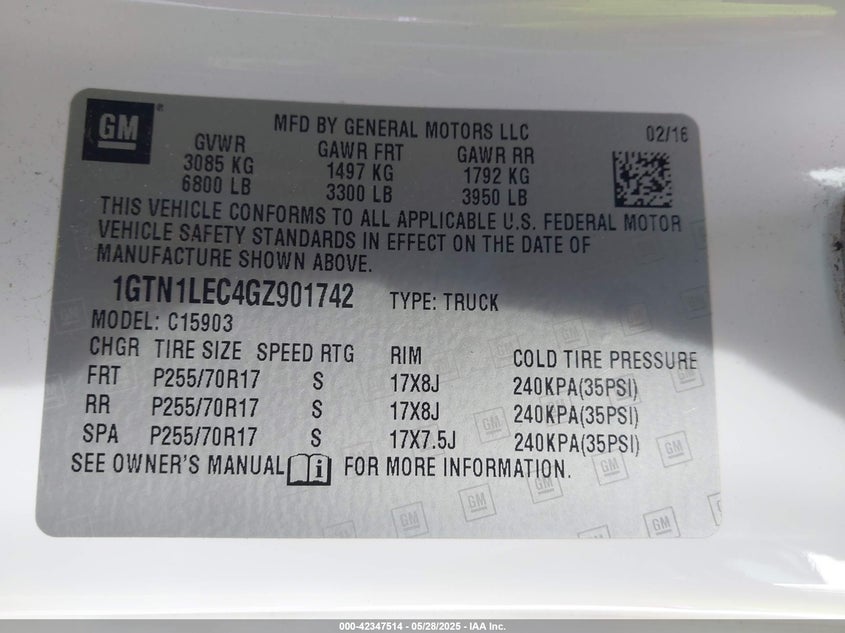 GM ®
MFD BY GENERAL MOTORS LLC 02/16
GVWR GAWR FRT GAWR RR
3085 KG 1497 KG 1792 KG
6800 LB 3300 LB 3950 LB
THIS VEHICLE CONFORMS TO ALL APPLICABLE U.S. FEDERAL MOTOR
VEHICLE SAFETY STANDARDS IN EFFECT ON THE DATE OF
MANUFACTURE SHOWN ABOVE.
1GTN1LEC4GZ901742 TYPE: TRUCK
MODEL: C15903
CHGR TIRE SIZE SPEED RTG RIM COLD TIRE PRESSURE
FRT P255/70R17 S 17X8J 240KPA(35PSI)
RR P255/70R17 S 17X8J 240KPA(35PSI)
SPA P255/70R17 S 17X7.5J 240KPA(35PSI)
SEE OWNER'S MANUAL i FOR MORE INFORMATION.
000-42347514 - 05/28/2025 - IAA Inc.